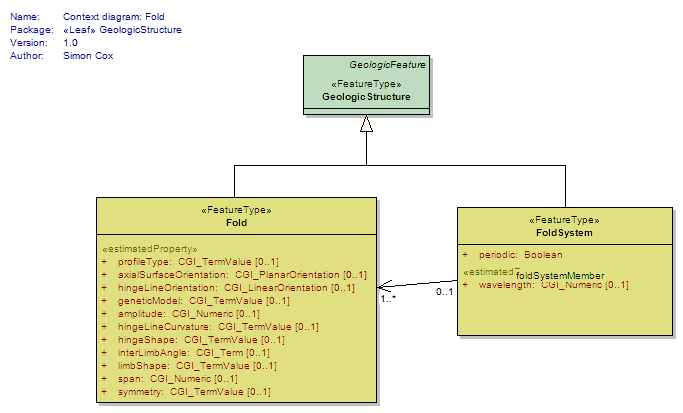 Name: Context diagram: Fold
Package: «Leaf» GeologicStructure
Version: 1.0
Author: Simon Cox
GeologicFeature
«FeatureType»
GeologicStructure
«FeatureType»
Fold
«estimatedProperty»
+ profileType: CGI_TermValue [0..1]
+ axialSurfaceOrientation: CGI_PlanarOrientation [0..1]
+ hingeLineOrientation: CGI_LinearOrientation [0..1]
+ geneticModel: CGI_TermValue [0..1]
+ amplitude: CGI_Numeric [0..1]
+ hingeLineCurvature: CGI_TermValue [0..1]
+ hingeShape: CGI_TermValue [0..1]
+ interLimbAngle: CGI_Term [0..1]
+ limbShape: CGI_TermValue [0..1]
+ span: CGI_Numeric [0..1]
+ symmetry: CGI_TermValue [0..1]
1..*
0..1
«FeatureType»
FoldSystem
+ periodic: Boolean
«estimated
foldSystemMember
+ wavelength: CGI_Numeric [0..1]